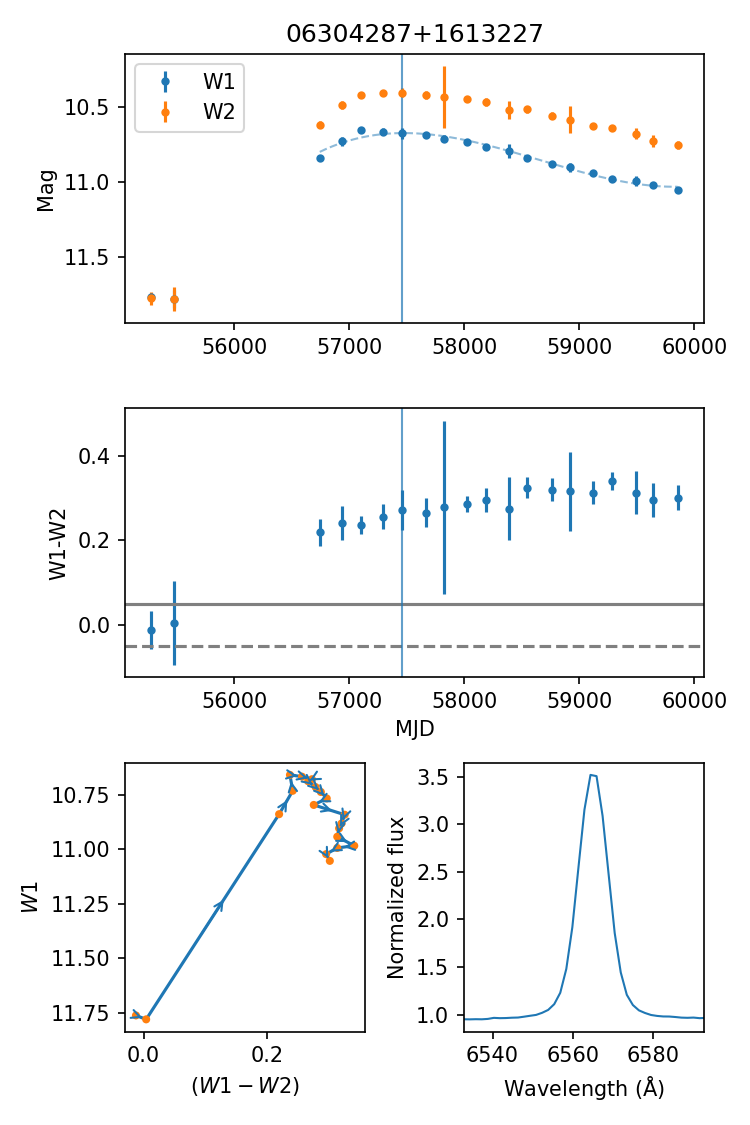 06304287+1613227
W1
W2
10.5
11.0
11.5
Mag
56000 57000 58000 59000 60000
0.4
0.2
0.0
W1-W2
56000 57000 58000 59000 60000
MJD
10.75
11.00
11.25
11.50
11.75
W1
0.0 0.2
(W1 − W2)
3.5
3.0
2.5
2.0
1.5
1.0
Normalized flux
6540 6560 6580
Wavelength (Å)